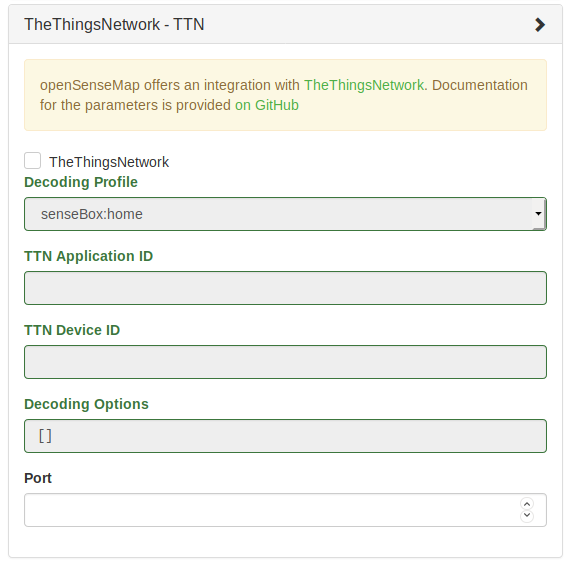 TheThingsNetwork - TTN
openSenseMap offers an integration with TheThingsNetwork. Documentation
for the parameters is provided on GitHub
TheThingsNetwork
Decoding Profile
senseBox:home
TTN Application ID
TTN Device ID
Decoding Options
[]
Port